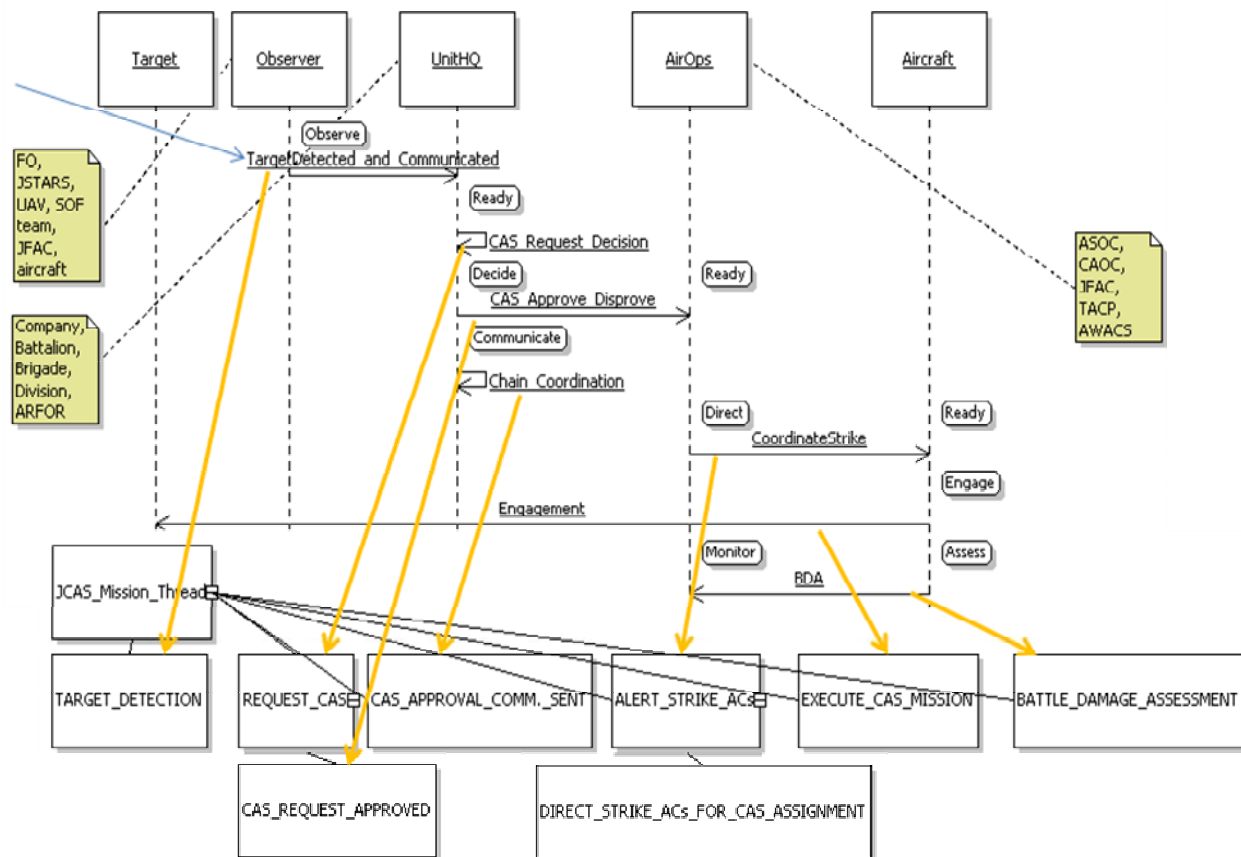 Target
Observer
UnitHQ
AirOps
Aircraft
Observe
TargetDetected and Communicated
FO,
JSTARS,
UAV, SOF
team,
JFAC,
aircraft
Ready
CAS Request Decision
Decide
Ready
CAS Approve Disprove
ASOC,
CAOC,
JFAC,
TACP,
AWACS
Company,
Battalion,
Brigade,
Division,
ARFOR
Communicate
Chain Coordination
Direct
Ready
CoordinateStrike
Engage
Engagement
Monitor
Assess
BDA
JCAS_Mission_Thread
TARGET_DETECTION
REQUEST_CAS
CAS_APPROVAL_COMM._SENT
ALERT_STRIKE_ACs
EXECUTE_CAS_MISSION
BATTLE_DAMAGE_ASSESSMENT
CAS_REQUEST_APPROVED
DIRECT_STRIKE_ACs_FOR_CAS_ASSIGNMENT